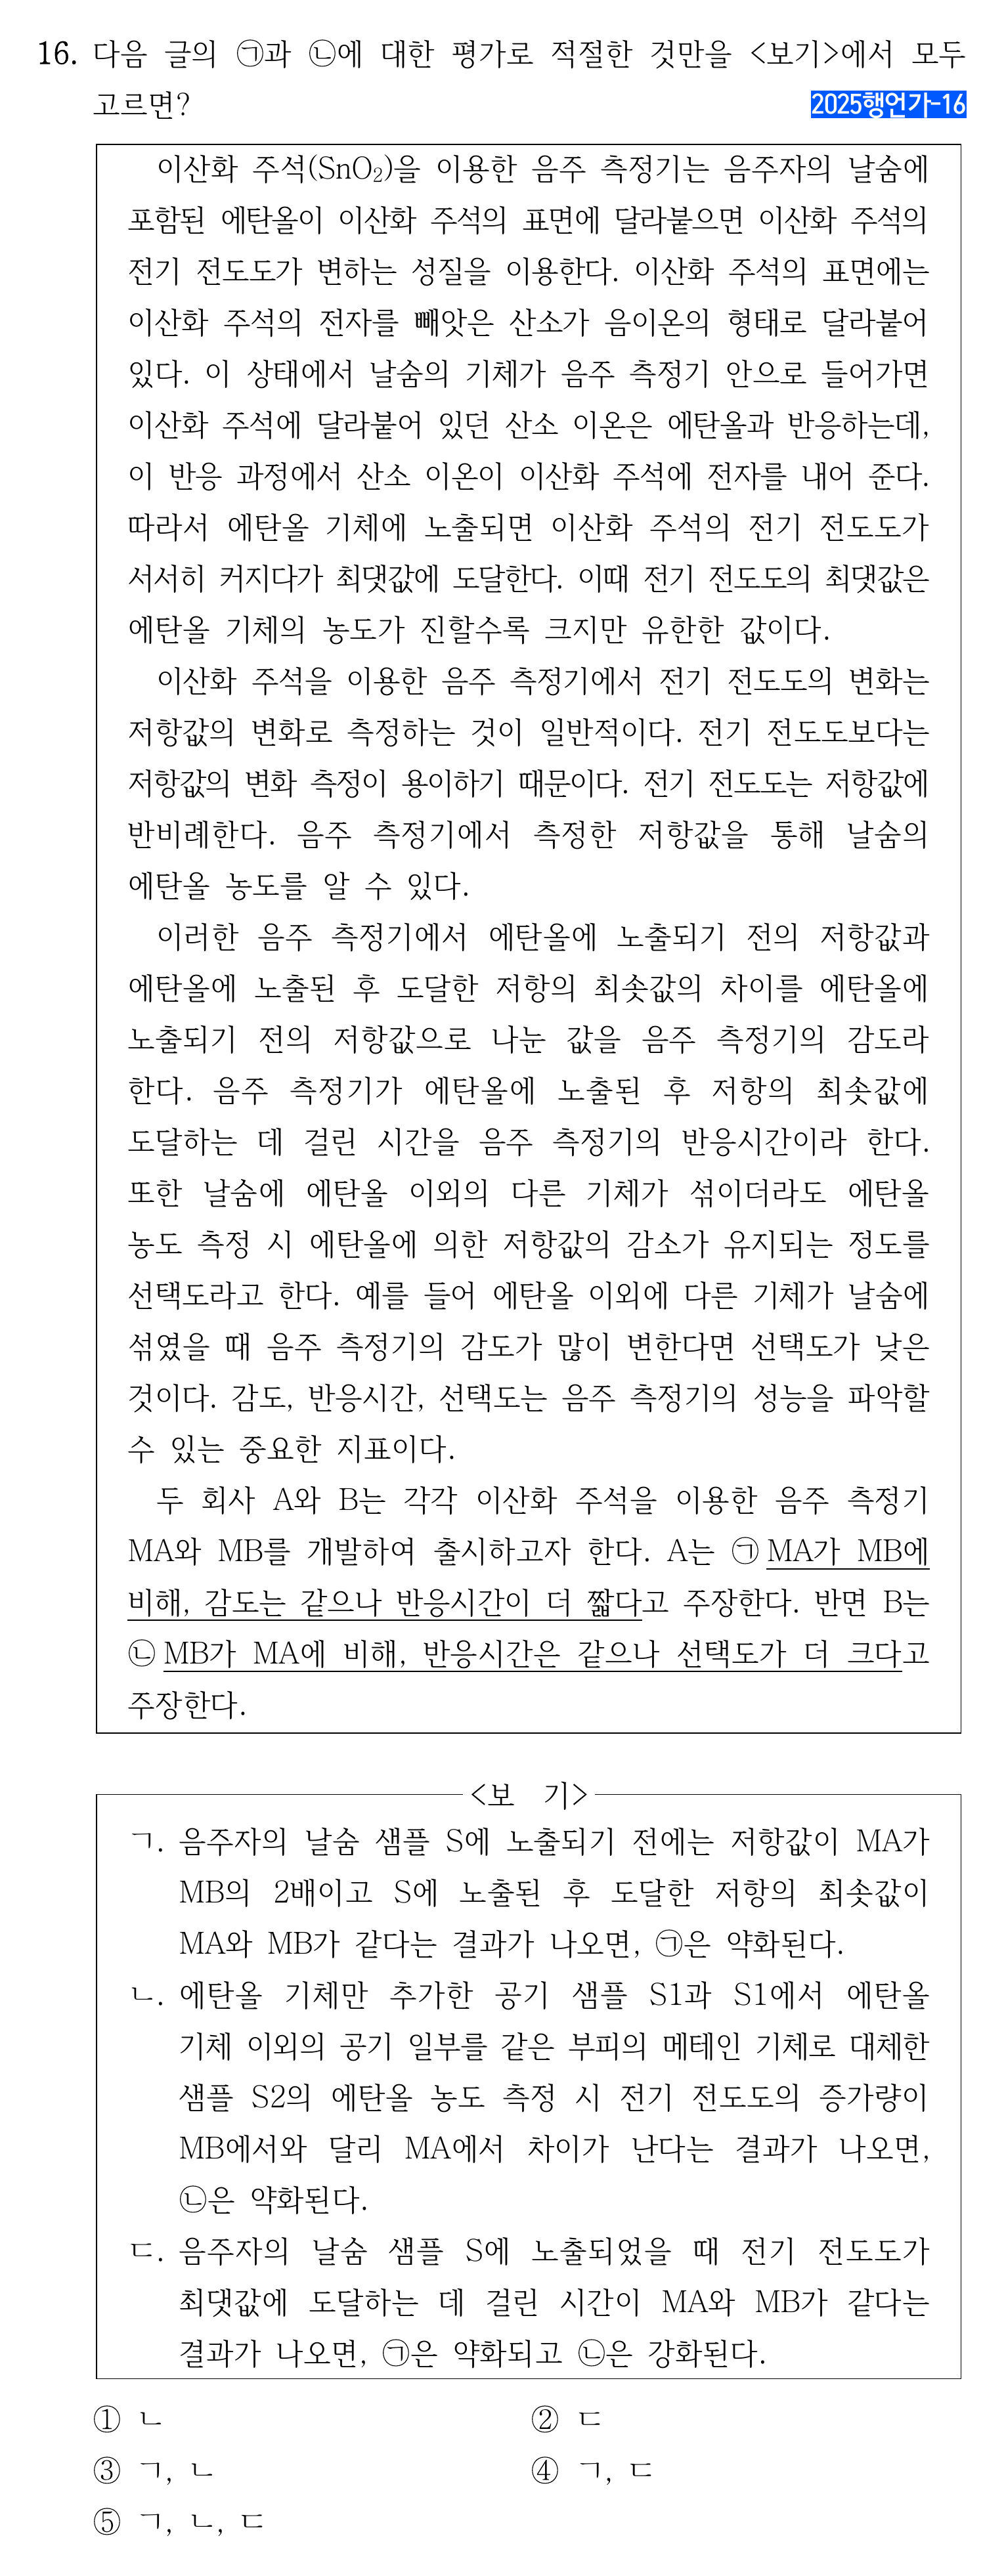 16. 다음 글의 ㉠과 ㉡에 대한 평가로 적절한 것만을 <보기>에서 모두
고르면?
2025행언가-16
이산화 주석(SnO₂)을 이용한 음주 측정기는 음주자의 날숨에
포함된 에탄올이 이산화 주석의 표면에 달라붙으면 이산화 주석의
전기 전도도가 변하는 성질을 이용한다. 이산화 주석의 표면에는
이산화 주석의 전자를 빼앗은 산소가 음이온의 형태로 달라붙어
있다. 이 상태에서 날숨의 기체가 음주 측정기 안으로 들어가면
이산화 주석에 달라붙어 있던 산소 이온은 에탄올과 반응하는데,
이 반응 과정에서 산소 이온이 이산화 주석에 전자를 내어 준다.
따라서 에탄올 기체에 노출되면 이산화 주석의 전기 전도도가
서서히 커지다가 최댓값에 도달한다. 이때 전기 전도도의 최댓값은
에탄올 기체의 농도가 진할수록 크지만 유한한 값이다.
이산화 주석을 이용한 음주 측정기에서 전기 전도도의 변화는
저항값의 변화로 측정하는 것이 일반적이다. 전기 전도도보다는
저항값의 변화 측정이 용이하기 때문이다. 전기 전도도는 저항값에
반비례한다. 음주 측정기에서 측정한 저항값을 통해 날숨의
에탄올 농도를 알 수 있다.
이러한 음주 측정기에서 에탄올에 노출되기 전의 저항값과
에탄올에 노출된 후 도달한 저항의 최솟값의 차이를 에탄올에
노출되기 전의 저항값으로 나눈 값을 음주 측정기의 감도라
한다. 음주 측정기가 에탄올에 노출된 후 저항의 최솟값에
도달하는 데 걸린 시간을 음주 측정기의 반응시간이라 한다.
또한 날숨에 에탄올 이외의 다른 기체가 섞이더라도 에탄올
농도 측정 시 에탄올에 의한 저항값의 감소가 유지되는 정도를
선택도라고 한다. 예를 들어 에탄올 이외에 다른 기체가 날숨에
섞였을 때 음주 측정기의 감도가 많이 변한다면 선택도가 낮은
것이다. 감도, 반응시간, 선택도는 음주 측정기의 성능을 파악할
수 있는 중요한 지표이다.
두 회사 A와 B는 각각 이산화 주석을 이용한 음주 측정기
MA와 MB를 개발하여 출시하고자 한다. A는 ㉠MA가 MB에
비해, 감도는 같으나 반응시간이 더 짧다고 주장한다. 반면 B는
㉡MB가 MA에 비해, 반응시간은 같으나 선택도가 더 크다고
주장한다.
<보 기>
ㄱ. 음주자의 날숨 샘플 S에 노출되기 전에는 저항값이 MA가
MB의 2배이고 S에 노출된 후 도달한 저항의 최솟값이
MA와 MB가 같다는 결과가 나오면, ㉠은 약화된다.
ㄴ. 에탄올 기체만 추가한 공기 샘플 S1과 S1에서 에탄올
기체 이외의 공기 일부를 같은 부피의 메테인 기체로 대체한
샘플 S2의 에탄올 농도 측정 시 전기 전도도의 증가량이
MB에서와 달리 MA에서 차이가 난다는 결과가 나오면,
㉡은 약화된다.
ㄷ. 음주자의 날숨 샘플 S에 노출되었을 때 전기 전도도가
최댓값에 도달하는 데 걸린 시간이 MA와 MB가 같다는
결과가 나오면, ㉠은 약화되고 ㉡은 강화된다.
① ㄴ ② ㄷ
③ ㄱ, ㄴ ④ ㄱ, ㄷ
⑤ ㄱ, ㄴ, ㄷ